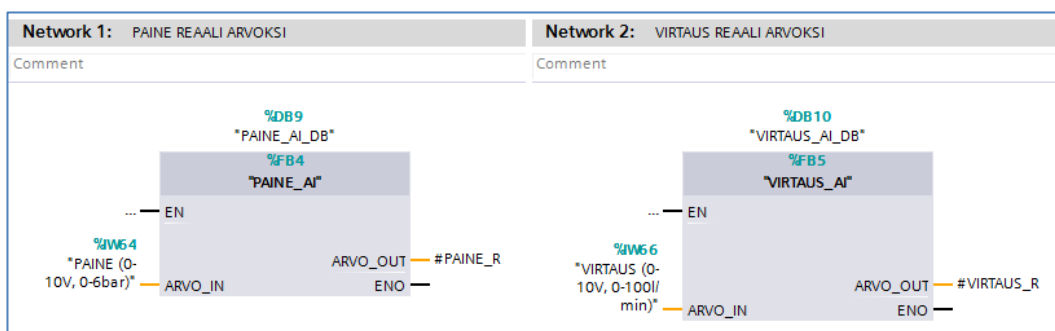 Network 1: PAINE REAALI ARVOKSI
Comment
%DB9
"PAINE_AI_DB"
%FB4
"PAINE_AI"
... EN
%IW64
"PAINE (0-
10V, 0-6bar)" ARVO_IN
ARVO_OUT #PAINE_R
ENO
Network 2: VIRTAUS REAALI ARVOKSI
Comment
%DB10
"VIRTAUS_AI_DB"
%FB5
"VIRTAUS_AI"
... EN
%IW66
"VIRTAUS (0-
10V, 0-100l/
min)" ARVO_IN
ARVO_OUT #VIRTAUS_R
ENO